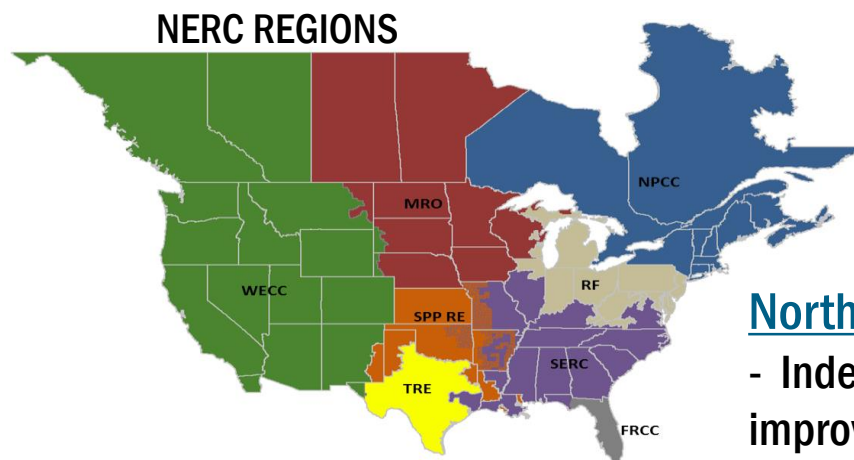 NERC REGIONS
NPCC
MRO
WECC
RF
SPP RE
SERC
TRE
FRCC
North
- Inde
improv